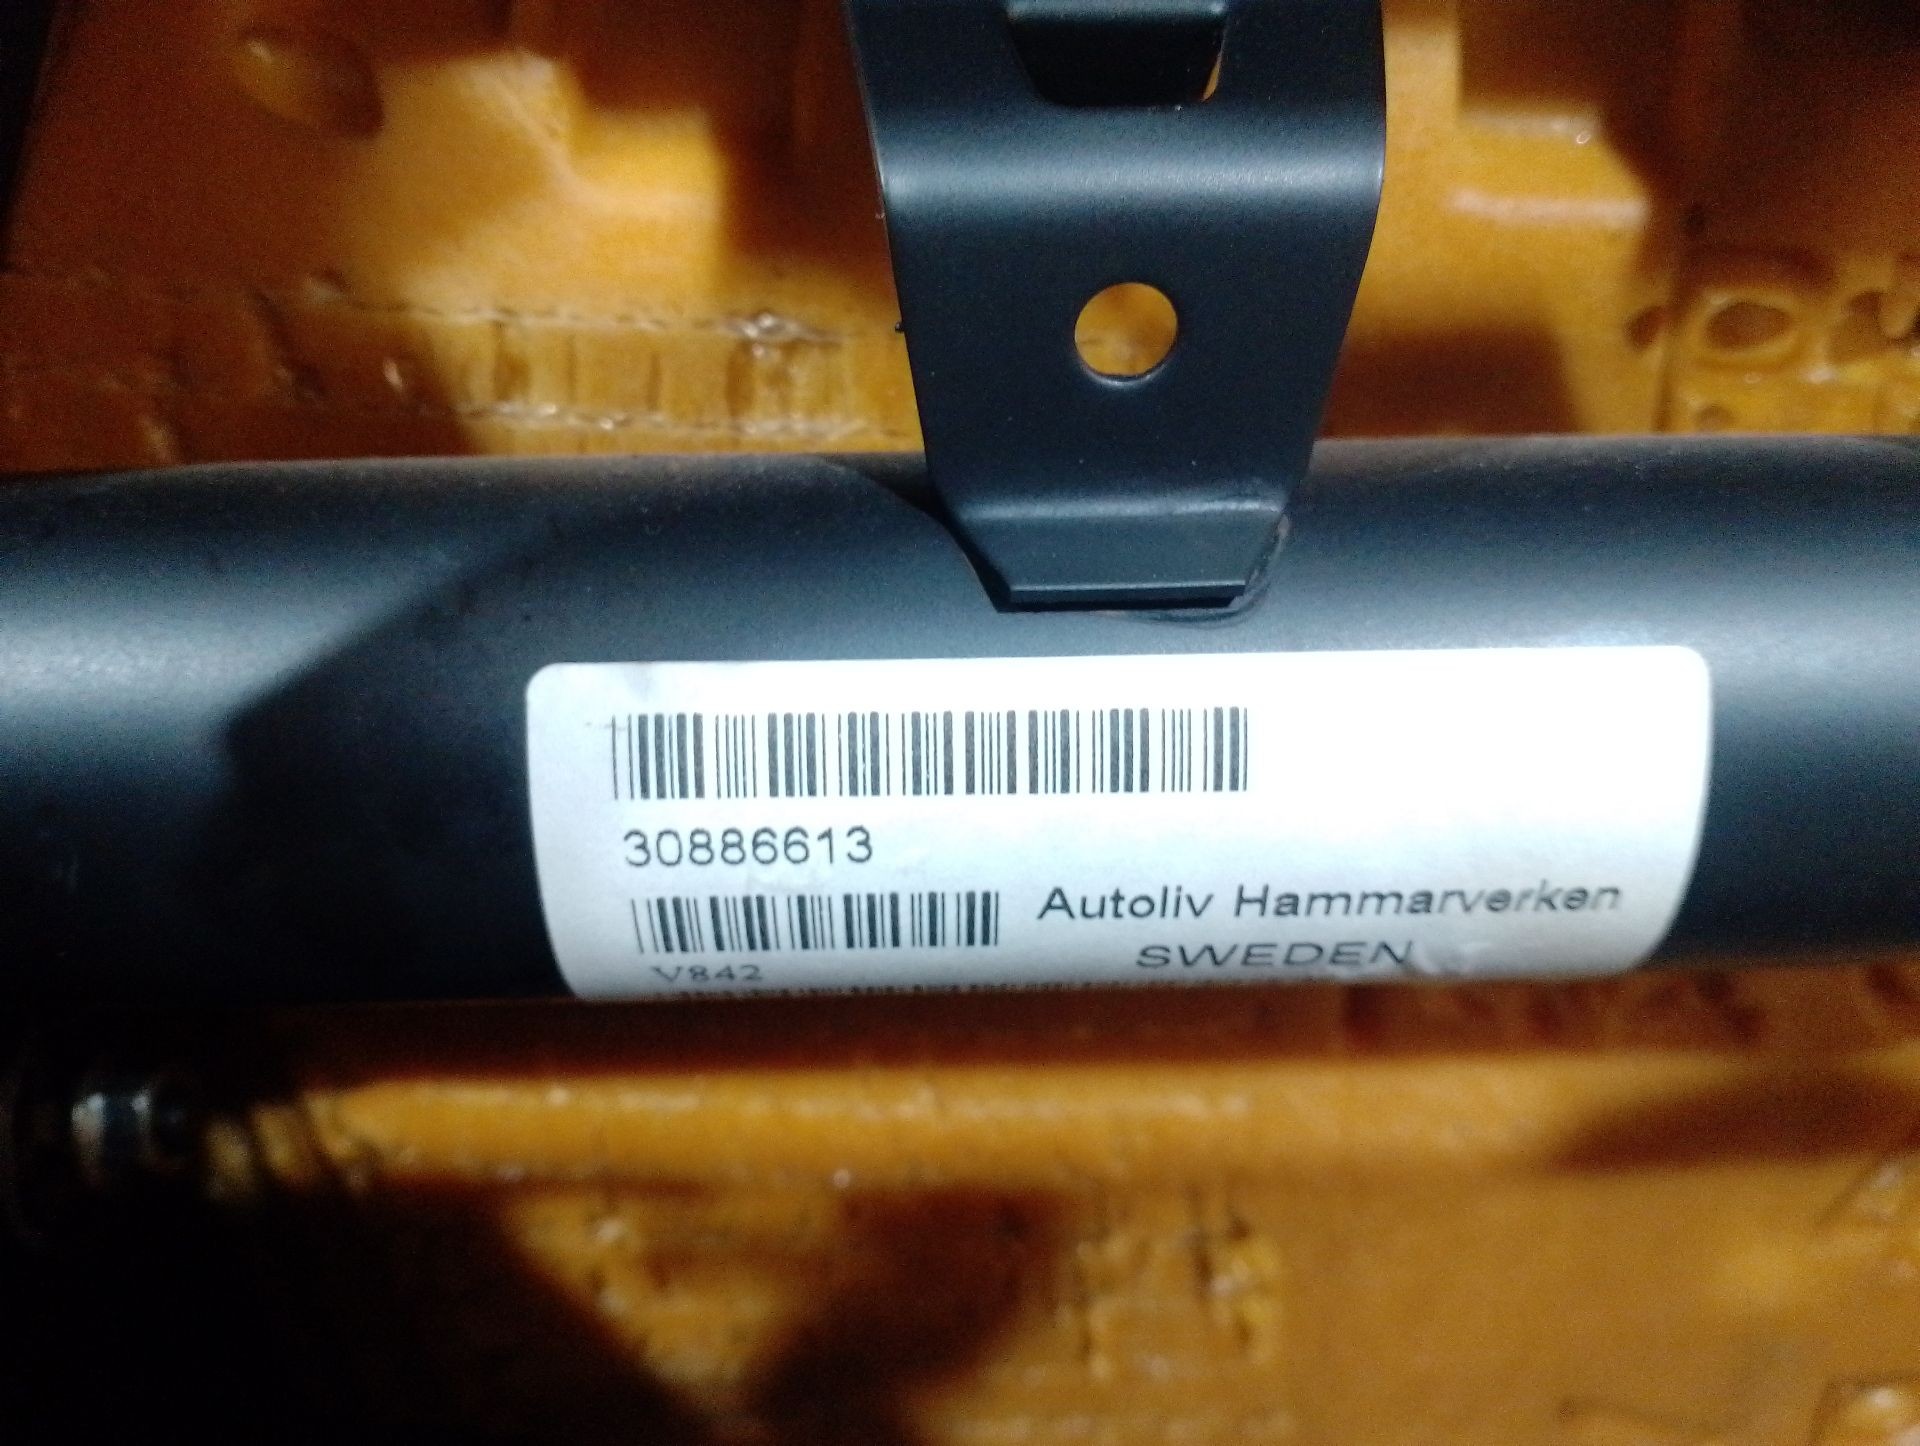 30886613
Autoliv Hammarverken
SWEDEN
V842